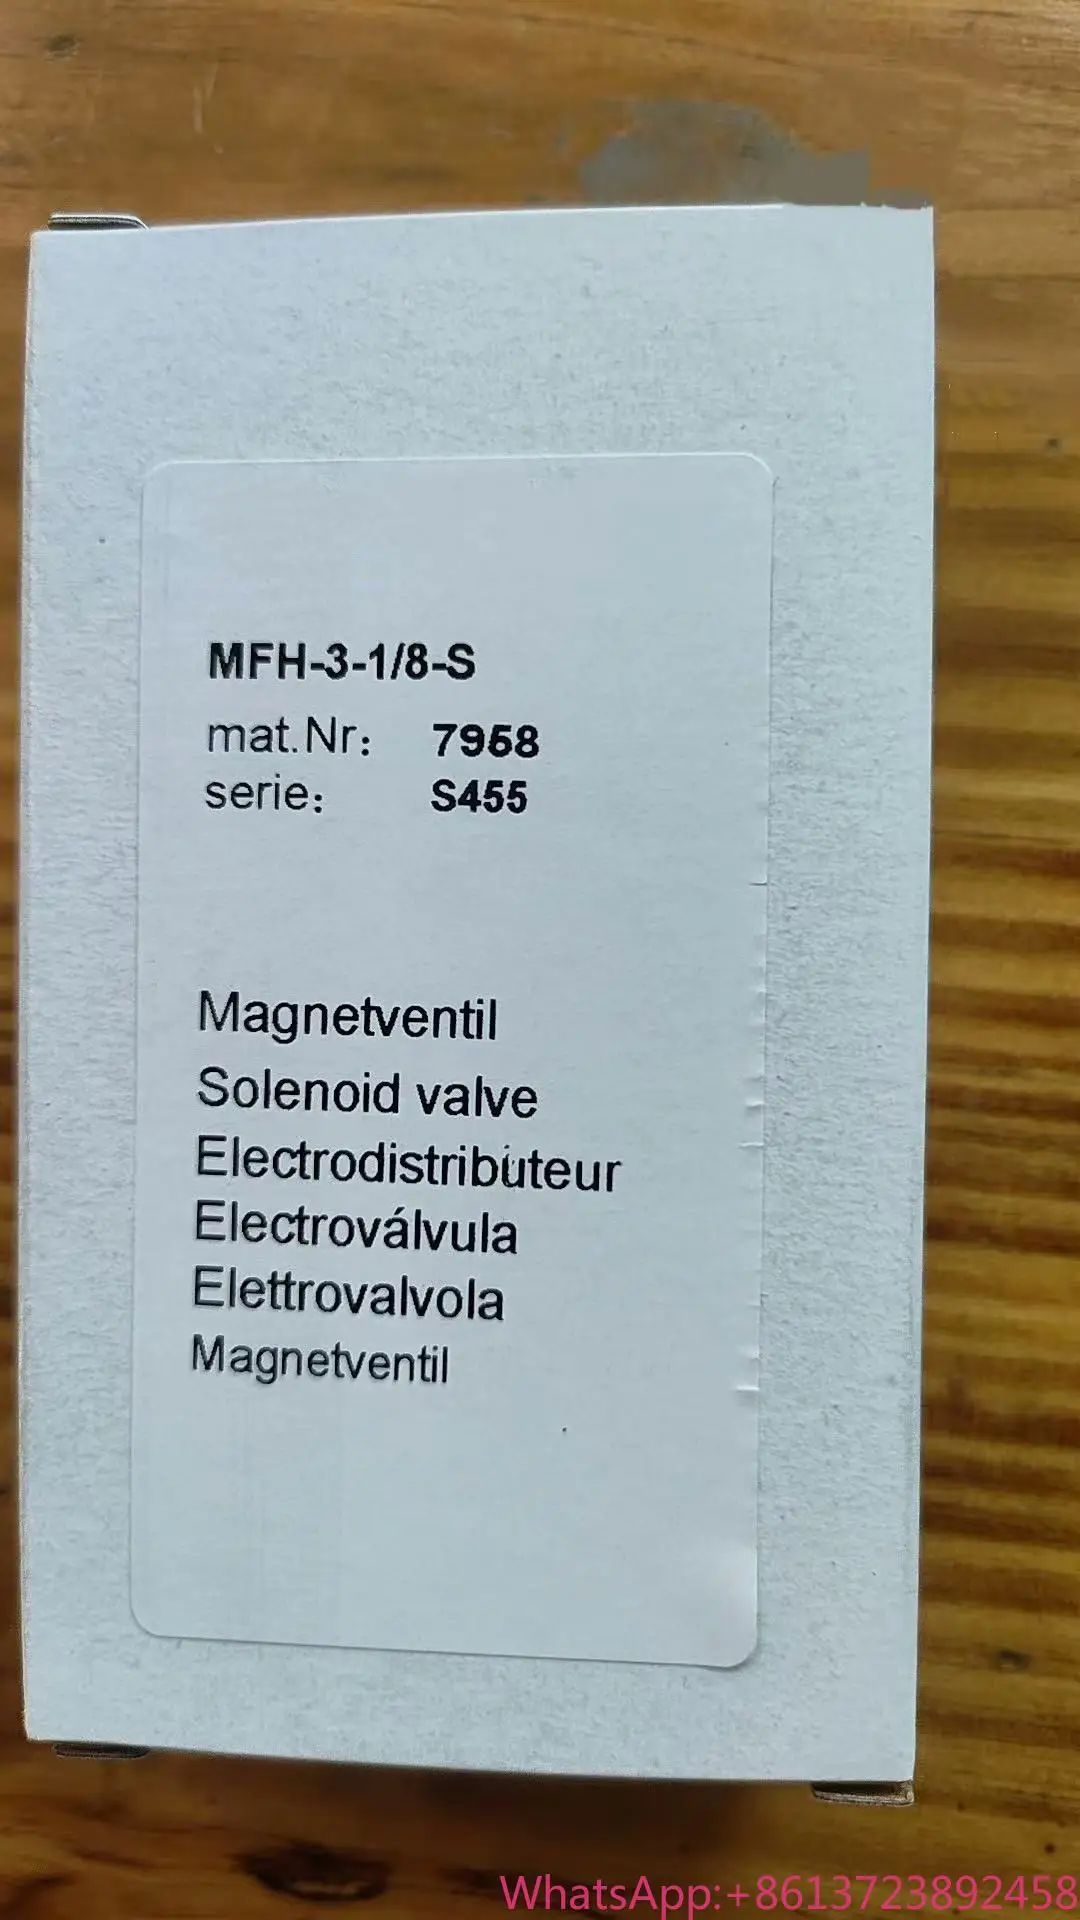 MFH-3-1/8-S
mat.Nr: 7958
serie: S455
Magnetventil
Solenoid valve
Electrodistributeur
Electroválvula
Elettrovalvola
Magnetventil
WhatsApp:+8613723892458